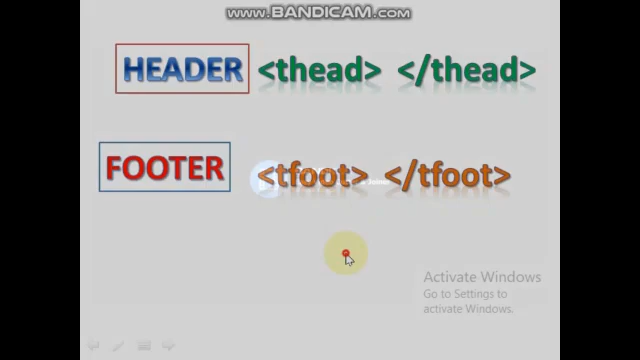 www.BANDICAM.com
HEADER <thead> </thead>
FOOTER <tfoot> </tfoot>
Activate Windows
Go to Settings to
activate Windows.